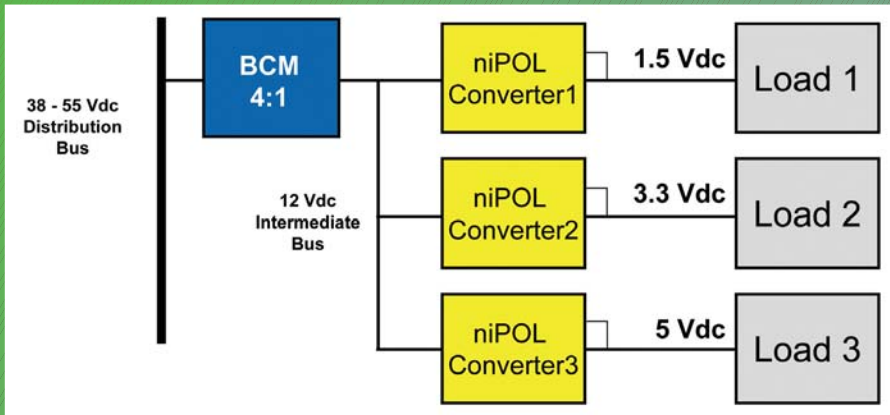 38 - 55 Vdc
Distribution
Bus
BCM
4:1
12 Vdc
Intermediate
Bus
niPOL
Converter1
1.5 Vdc
Load 1
niPOL
Converter2
3.3 Vdc
Load 2
niPOL
Converter3
5 Vdc
Load 3